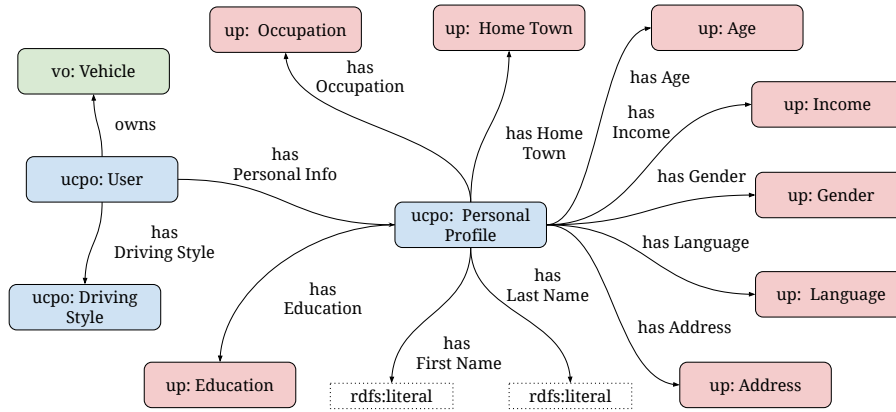 up:  Occupation
up:  Home Town
up: Age
vo: Vehicle
has
Occupation
has Age
up: Income
has
Income
owns
has Home
Town
has
Personal Info
ucpo: User
has Gender
up: Gender
ucpo:  Personal
Profile
has
Driving Style
has Language
ucpo: Driving
Style
has
Education
has
Last Name
up:  Language
has Address
has
First Name
up: Education
rdfs:literal
rdfs:literal
up: Address